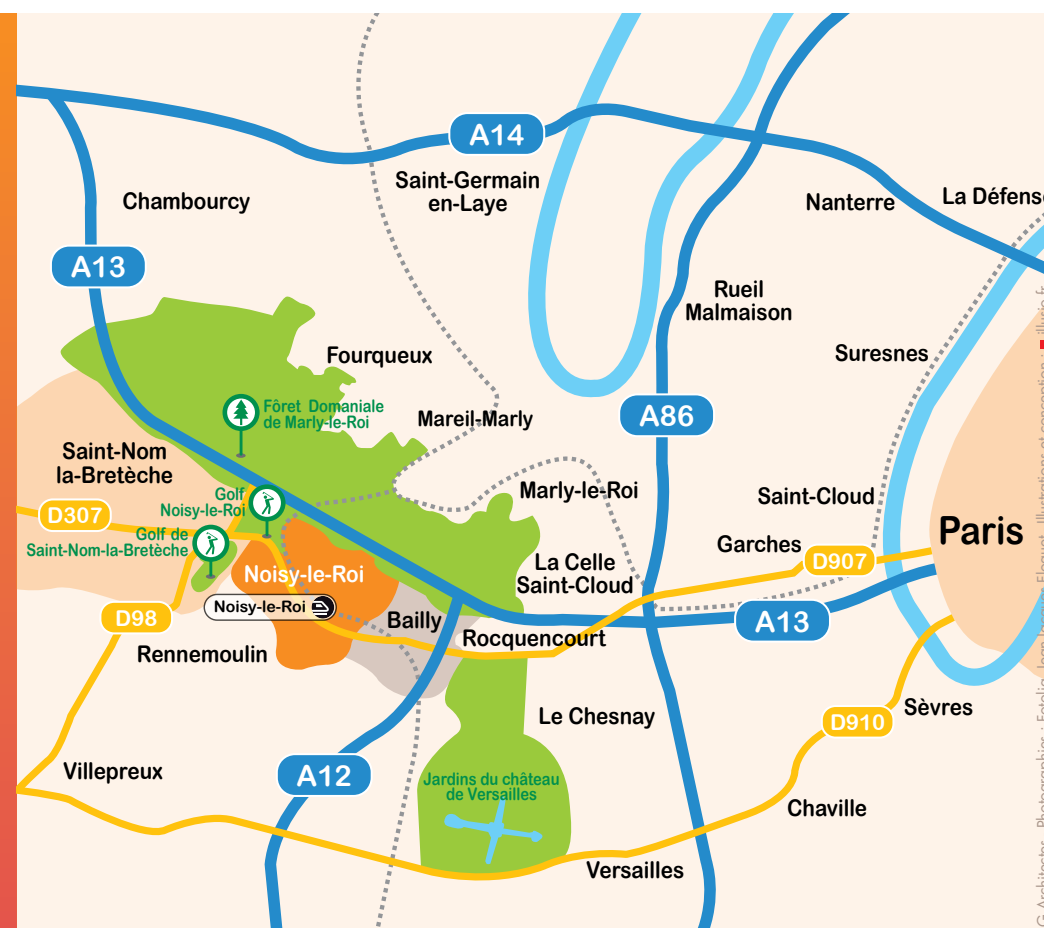 A14
Saint-Germain
en-Laye
Chambourcy
Nanterre
La Défense
A13
Rueil
Malmaison
Fourqueux
Suresnes
Fôret Domaniale
de Marly-le-Roi
Mareil-Marly
A86
Saint-Nom
la-Bretèche
Marly-le-Roi
Saint-Cloud
Golf
Noisy-le-Roi
D307
Golf de
Saint-Nom-la-Bretèche
Paris
Garches
D907
La Celle
Saint-Cloud
Noisy-le-Roi
Noisy-le-Roi
D98
Bailly
A13
Rocquencourt
Rennemoulin
Le Chesnay
Sèvres
D910
Villepreux
A12
Jardins du château
de Versailles
Chaville
Versailles